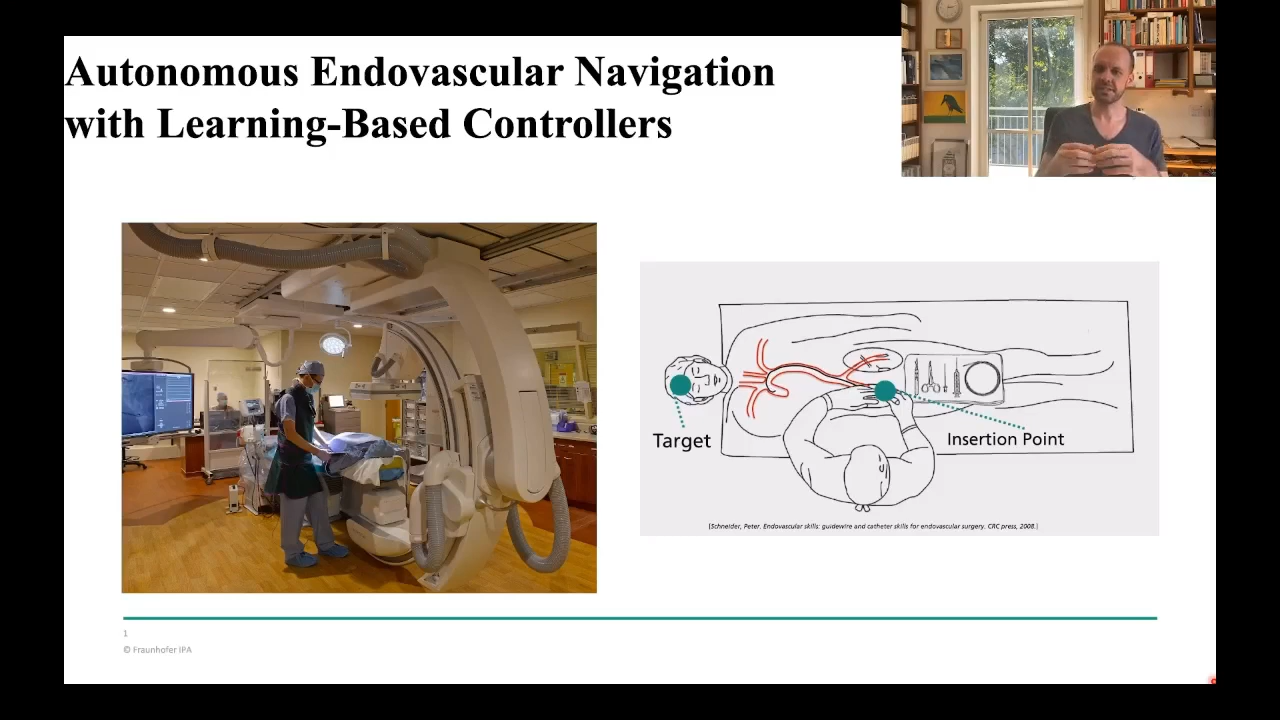 Autonomous Endovascular Navigation
with Learning-Based Controllers
Target
Insertion Point
[Schneider, Peter. Endovascular skills: guidewire and catheter skills for endovascular surgery. CRC press, 2008.]
1
© Fraunhofer IPA